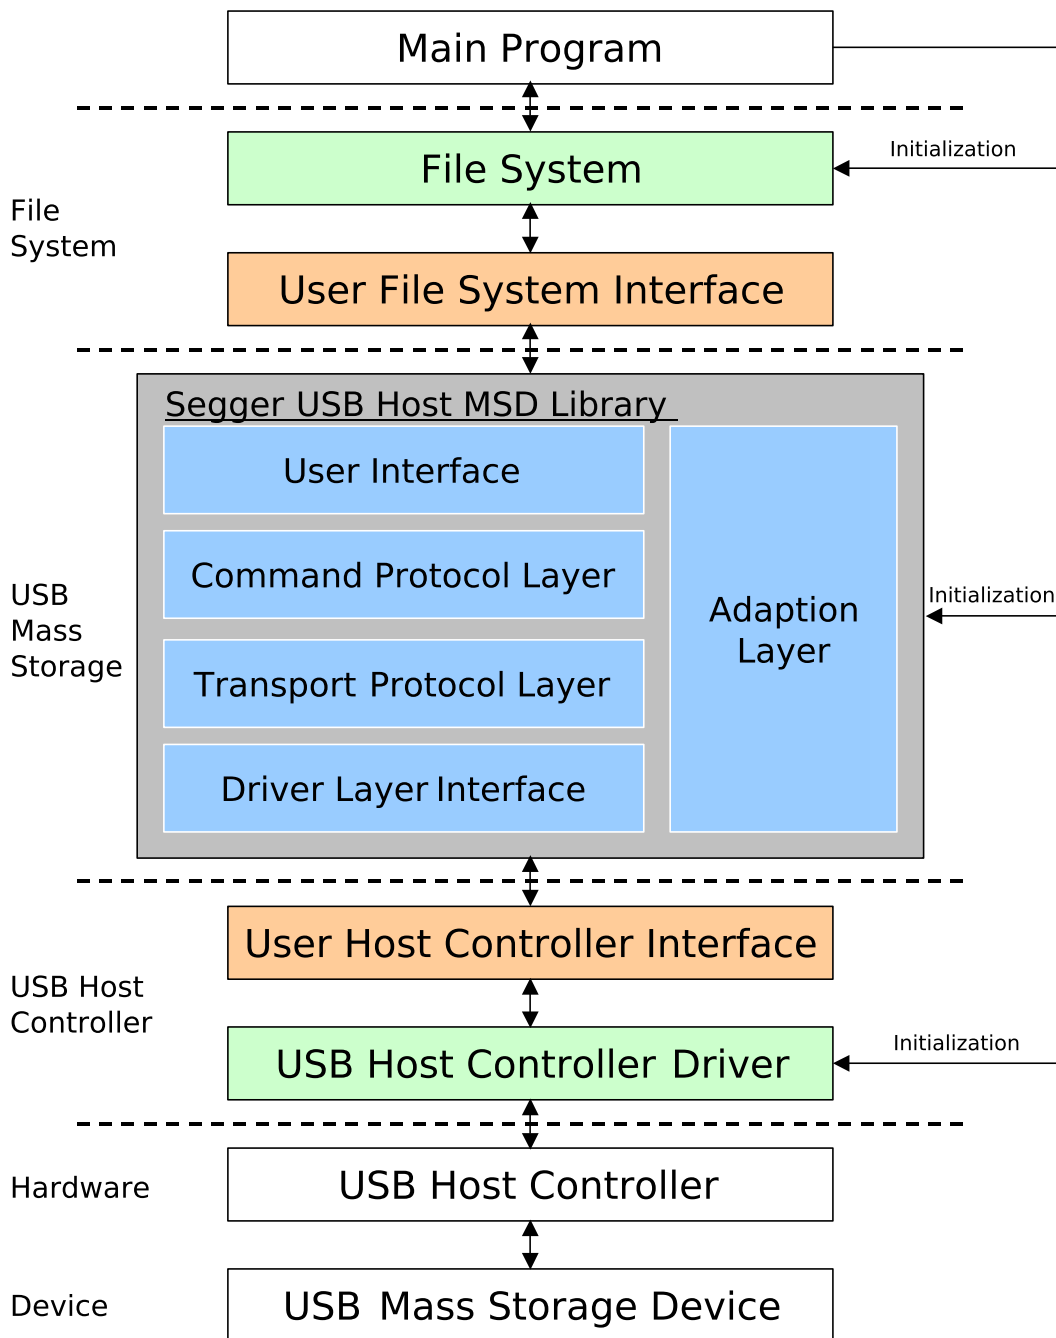 Main Program
Initialization
File System
File
System
User File System Interface
Segger USB Host MSD Library
User Interface
Command Protocol Layer
USB
Mass
Storage
Initialization
Adaption
Layer
Transport Protocol Layer
Driver Layer Interface
User Host Controller Interface
USB Host
Controller
Initialization
USB Host Controller Driver
Hardware
USB Host Controller
Device
USB Mass Storage Device